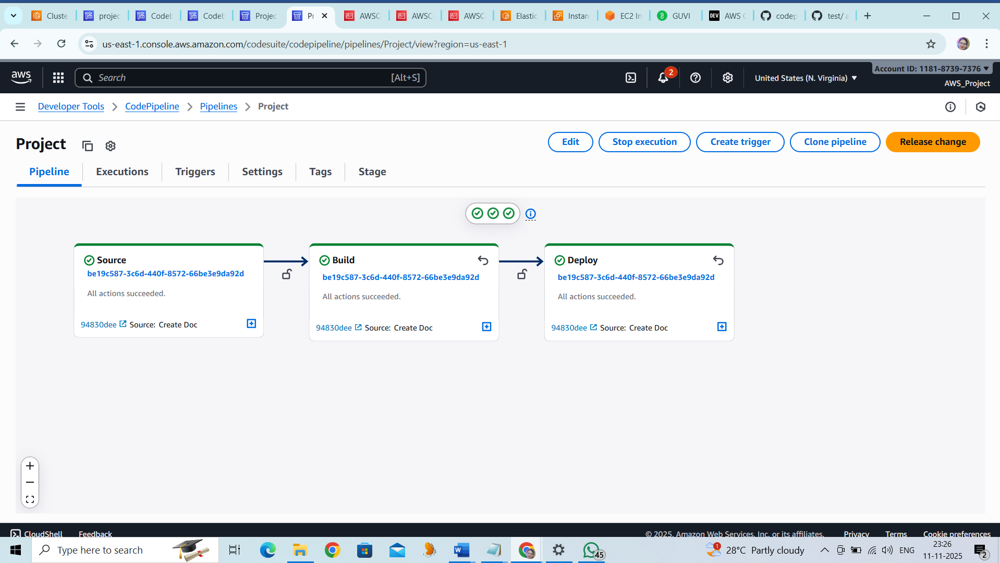 Cluste
projec
Codeb
Codeb
Projec
Pr
AWSC
AWSC
AWSC
Elastic
Instan
EC2 In
GUVI
DEV
AWS C
codep
test/ a
us-east-1.console.aws.amazon.com/codesuite/codepipeline/pipelines/Project/view?region=us-east-1
aws
Search
[Alt+S]
2
United States (N. Virginia)
Account ID: 1181-8739-7376
AWS_Project
Developer Tools
CodePipeline
Pipelines
Project
Project
Edit
Stop execution
Create trigger
Clone pipeline
Release change
Pipeline
Executions
Triggers
Settings
Tags
Stage
Source
be19c587-3c6d-440f-8572-66be3e9da92d
All actions succeeded.
94830dee Source: Create Doc
Build
be19c587-3c6d-440f-8572-66be3e9da92d
All actions succeeded.
94830dee Source: Create Doc
Deploy
be19c587-3c6d-440f-8572-66be3e9da92d
All actions succeeded.
94830dee Source: Create Doc
CloudShell
Feedback
© 2025, Amazon Web Services, Inc. or its affiliates.
Privacy
Terms
Cookie preferences
Type here to search
45
1
28°C Partly cloudy
ENG
23:26
11-11-2025
2